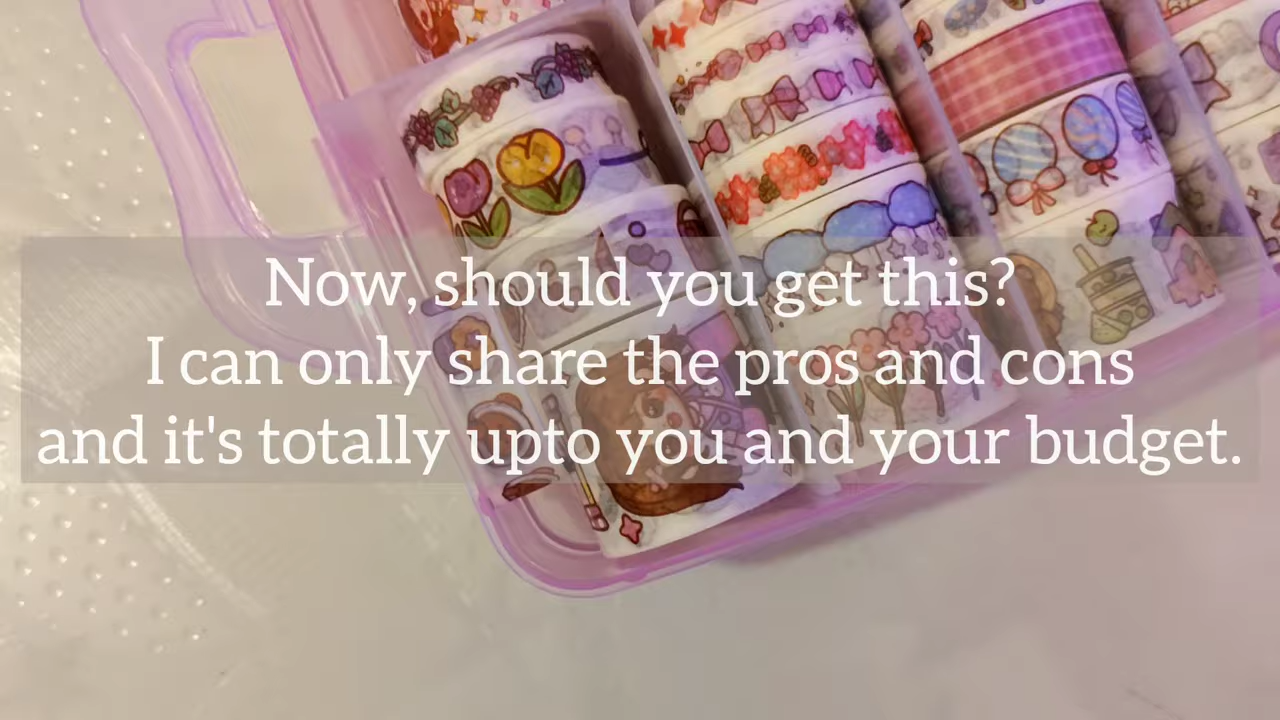 Now, should you get this?
I can only share the pros and cons
and it's totally upto you and your budget.